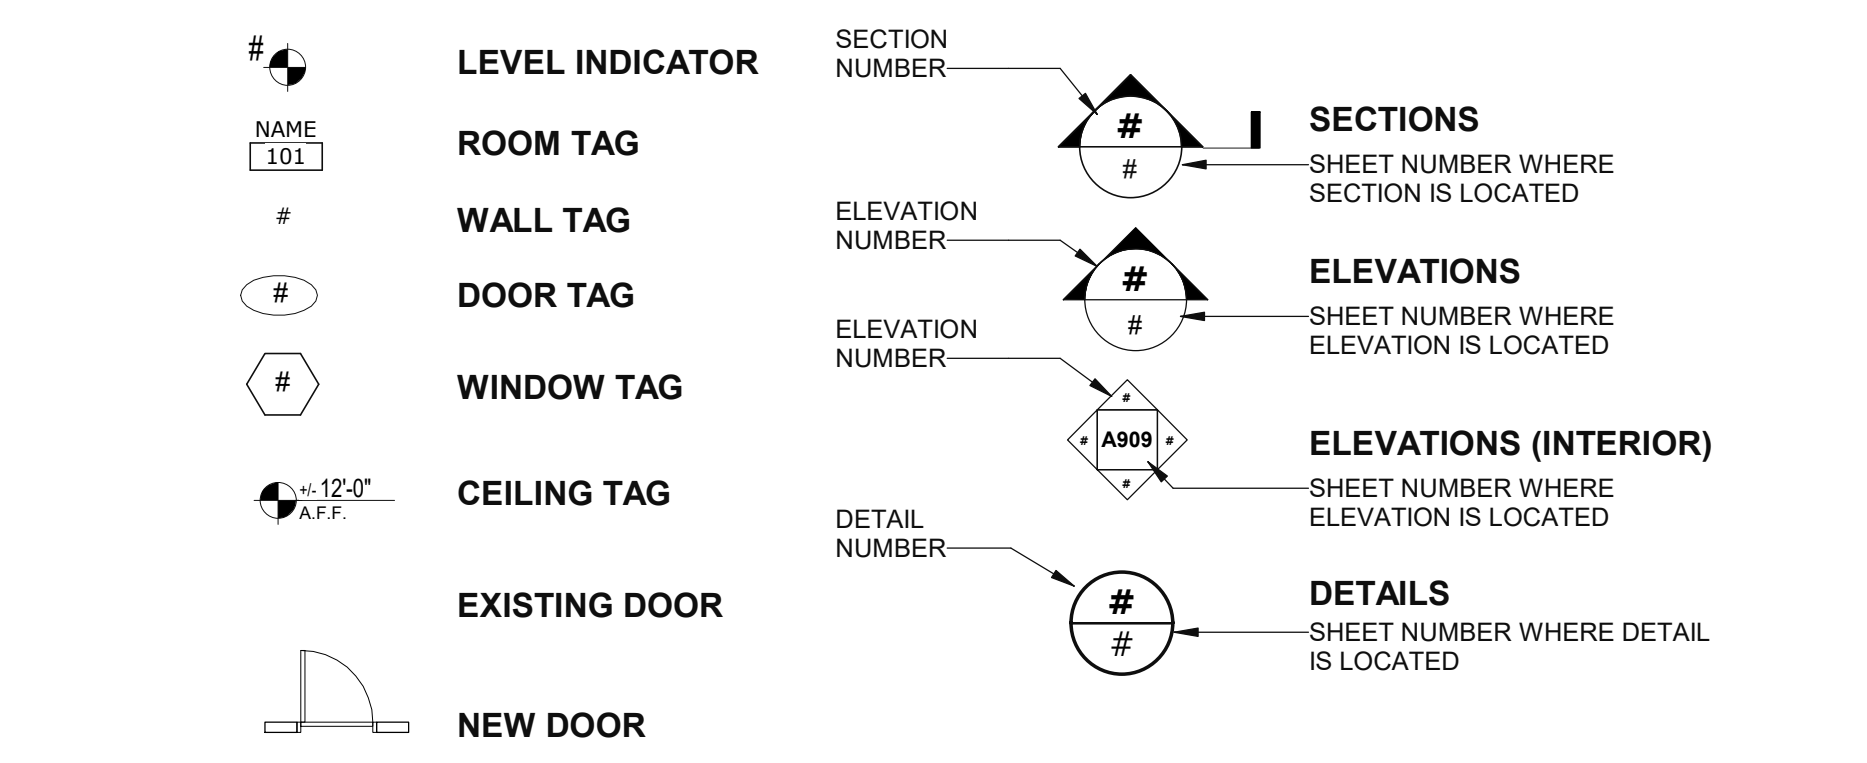 #
LEVEL INDICATOR
NAME
101
ROOM TAG
#
WALL TAG
#
DOOR TAG
#
WINDOW TAG
+/- 12'-0"
A.F.F.
CEILING TAG
EXISTING DOOR
NEW DOOR
SECTION
NUMBER
#
#
SECTIONS
SHEET NUMBER WHERE
SECTION IS LOCATED
ELEVATION
NUMBER
#
#
ELEVATIONS
SHEET NUMBER WHERE
ELEVATION IS LOCATED
ELEVATION
NUMBER
#
# A909 #
#
ELEVATIONS (INTERIOR)
SHEET NUMBER WHERE
ELEVATION IS LOCATED
DETAIL
NUMBER
#
#
DETAILS
SHEET NUMBER WHERE DETAIL
IS LOCATED